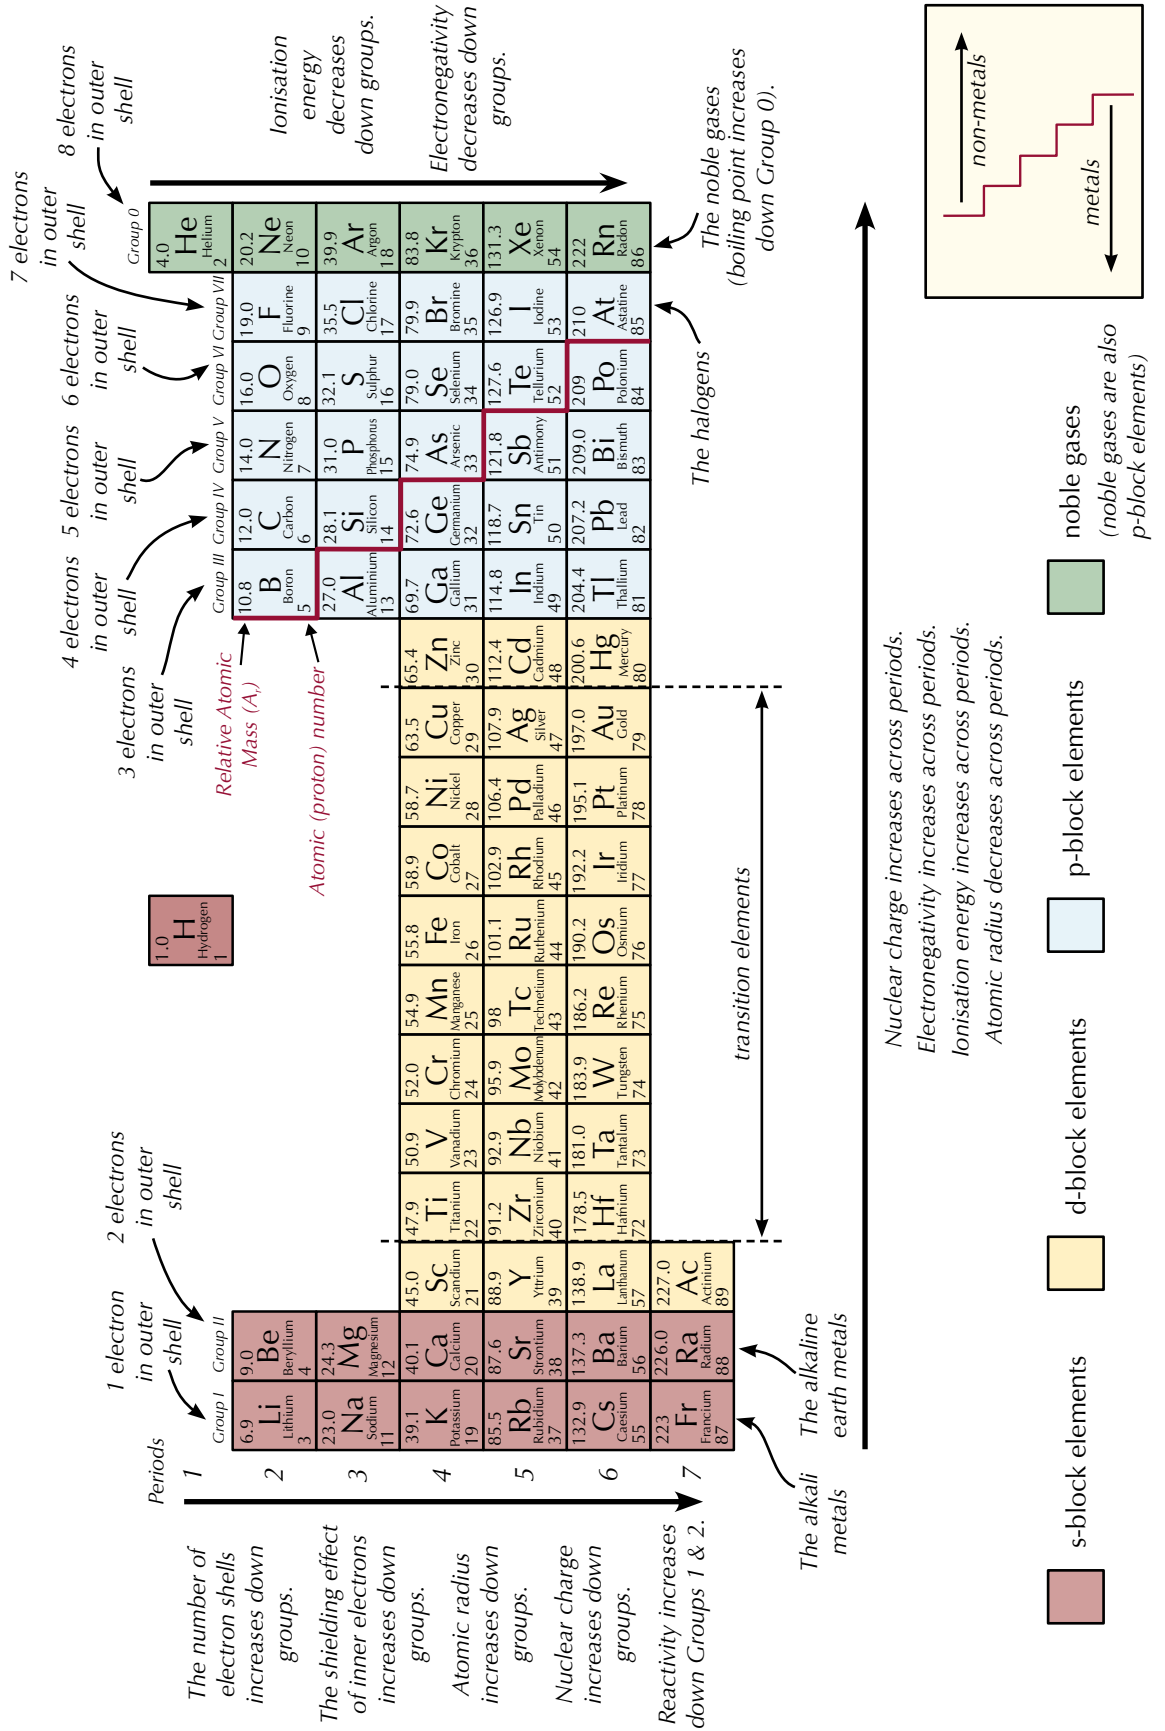 1 electron
in outer
shell
2 electrons
in outer
shell
3 electrons
in outer
shell
4 electrons
in outer
shell
5 electrons
in outer
shell
6 electrons
in outer
shell
7 electrons
in outer
shell
8 electrons
in outer
shell
Periods
1
2
3
4
5
6
7
Group I
Group II
Group III
Group IV
Group V
Group VI
Group VII
Group 0
1.0
H
Hydrogen
1
4.0
He
Helium
2
6.9
Li
Lithium
3
9.0
Be
Beryllium
4
10.8
B
Boron
5
12.0
C
Carbon
6
14.0
N
Nitrogen
7
16.0
O
Oxygen
8
19.0
F
Fluorine
9
20.2
Ne
Neon
10
23.0
Na
Sodium
11
24.3
Mg
Magnesium
12
27.0
Al
Aluminium
13
28.1
Si
Silicon
14
31.0
P
Phosphorus
15
32.1
S
Sulphur
16
35.5
Cl
Chlorine
17
39.9
Ar
Argon
18
39.1
K
Potassium
19
40.1
Ca
Calcium
20
45.0
Sc
Scandium
21
47.9
Ti
Titanium
22
50.9
V
Vanadium
23
52.0
Cr
Chromium
24
54.9
Mn
Manganese
25
55.8
Fe
Iron
26
58.9
Co
Cobalt
27
58.7
Ni
Nickel
28
63.5
Cu
Copper
29
65.4
Zn
Zinc
30
69.7
Ga
Gallium
31
72.6
Ge
Germanium
32
74.9
As
Arsenic
33
79.0
Se
Selenium
34
79.9
Br
Bromine
35
83.8
Kr
Krypton
36
85.5
Rb
Rubidium
37
87.6
Sr
Strontium
38
88.9
Y
Yttrium
39
91.2
Zr
Zirconium
40
92.9
Nb
Niobium
41
95.9
Mo
Molybdenum
42
98
Tc
Technetium
43
101.1
Ru
Ruthenium
44
102.9
Rh
Rhodium
45
106.4
Pd
Palladium
46
107.9
Ag
Silver
47
112.4
Cd
Cadmium
48
114.8
In
Indium
49
118.7
Sn
Tin
50
121.8
Sb
Antimony
51
127.6
Te
Tellurium
52
126.9
I
Iodine
53
131.3
Xe
Xenon
54
132.9
Cs
Caesium
55
137.3
Ba
Barium
56
138.9
La
Lanthanum
57
178.5
Hf
Hafnium
72
181.0
Ta
Tantalum
73
183.9
W
Tungsten
74
186.2
Re
Rhenium
75
190.2
Os
Osmium
76
192.2
Ir
Iridium
77
195.1
Pt
Platinum
78
197.0
Au
Gold
79
200.6
Hg
Mercury
80
204.4
Tl
Thallium
81
207.2
Pb
Lead
82
209.0
Bi
Bismuth
83
209
Po
Polonium
84
210
At
Astatine
85
222
Rn
Radon
86
223
Fr
Francium
87
226.0
Ra
Radium
88
227.0
Ac
Actinium
89
Relative Atomic
Mass (Ar)
Atomic (proton) number
The number of
electron shells
increases down
groups.
The shielding effect
of inner electrons
increases down
groups.
Atomic radius
increases down
groups.
Nuclear charge
increases down
groups.
Reactivity increases
down Groups 1 & 2.
Ionisation
energy
decreases
down groups.
Electronegativity
decreases down
groups.
The noble gases
(boiling point increases
down Group 0).
The halogens
transition elements
The alkali
metals
The alkaline
earth metals
Nuclear charge increases across periods.
Electronegativity increases across periods.
Ionisation energy increases across periods.
Atomic radius decreases across periods.
non-metals
metals
s-block elements
d-block elements
p-block elements
noble gases
(noble gases are also
p-block elements)